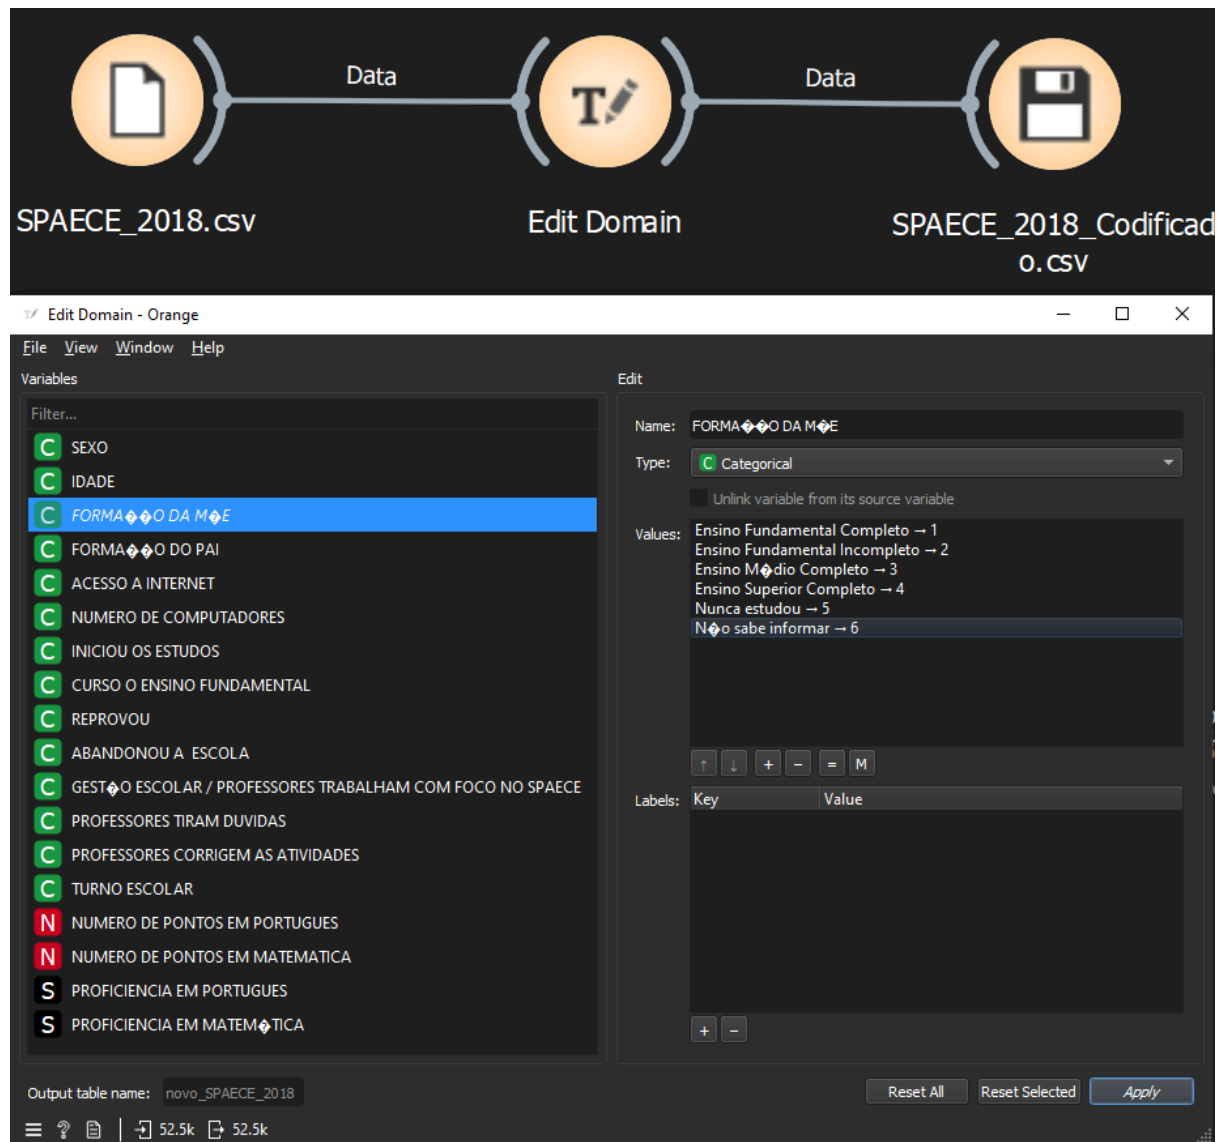 Data
Data
SPAECE_2018.csv
Edit Domain
SPAECE_2018_Codificad
o.csv
Edit Domain - Orange
File View Window Help
Variables
Filter...
C SEXO
C IDADE
C FORMA��O DA M�E
C FORMA��O DO PAI
C ACESSO A INTERNET
C NUMERO DE COMPUTADORES
C INICIOU OS ESTUDOS
C CURSO O ENSINO FUNDAMENTAL
C REPROVOU
C ABANDONOU A  ESCOLA
C GEST�O ESCOLAR / PROFESSORES TRABALHAM COM FOCO NO SPAECE
C PROFESSORES TIRAM DUVIDAS
C PROFESSORES CORRIGEM AS ATIVIDADES
C TURNO ESCOLAR
N NUMERO DE PONTOS EM PORTUGUES
N NUMERO DE PONTOS EM MATEMATICA
S PROFICIENCIA EM PORTUGUES
S PROFICIENCIA EM MATEM�TICA
Edit
Name: FORMA��O DA M�E
Type: C Categorical
Unlink variable from its source variable
Values: Ensino Fundamental Completo → 1
Ensino Fundamental Incompleto → 2
Ensino M�dio Completo → 3
Ensino Superior Completo → 4
Nunca estudou → 5
N�o sabe informar → 6
↑ ↓ + − = M
Labels: Key Value
+ −
Output table name: novo_SPAECE_2018
Reset All Reset Selected Apply
? 52.5k 52.5k